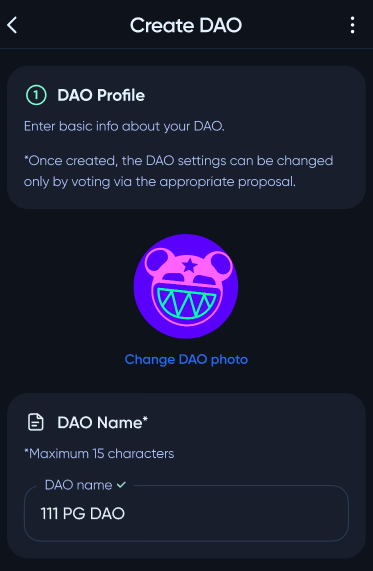 Create DAO
1 DAO Profile
Enter basic info about your DAO.
*Once created, the DAO settings can be changed
only by voting via the appropriate proposal.
Change DAO photo
DAO Name*
*Maximum 15 characters
DAO name
111 PG DAO